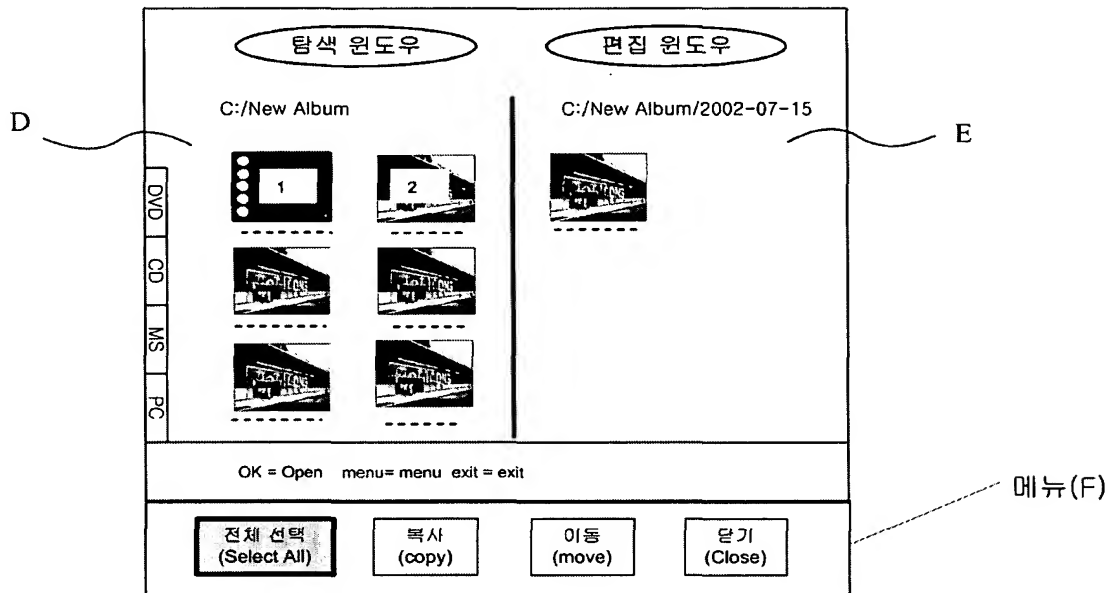 탐색 윈도우
편집 윈도우
C:/New Album
C:/New Album/2002-07-15
D
E
1
2
DVD
CD
MS
PC
OK = Open menu= menu exit = exit
메뉴(F)
전체 선택
(Select All)
복사
(copy)
이동
(move)
닫기
(Close)